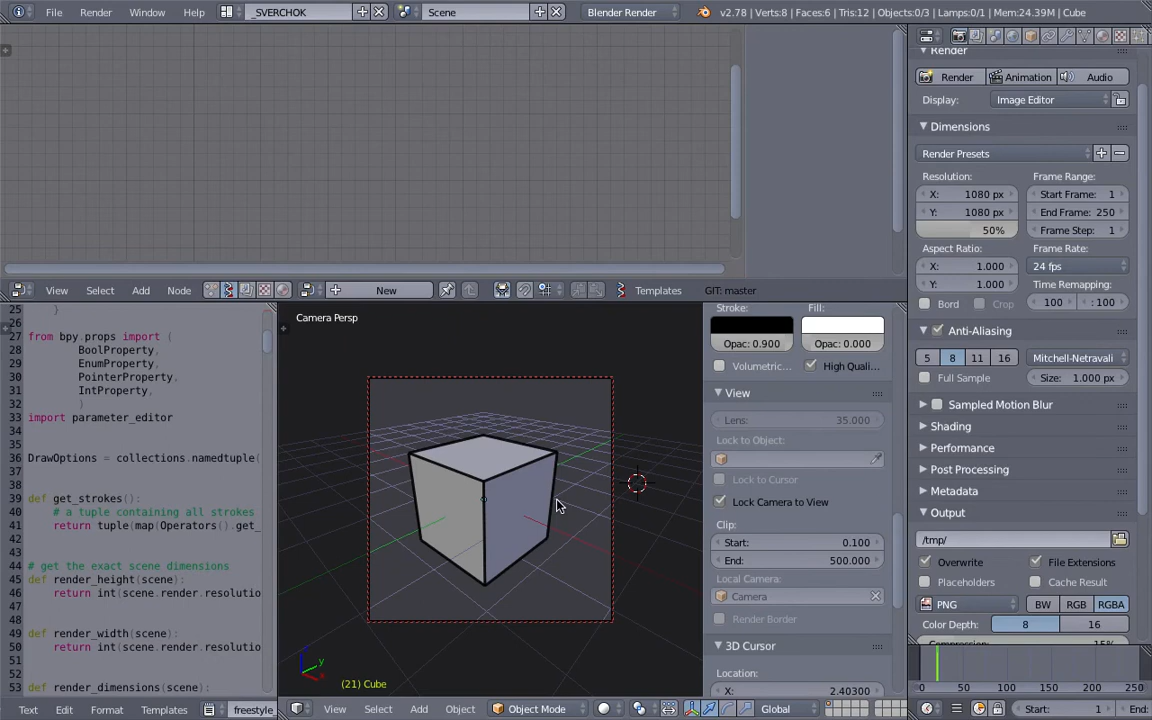 File Render Window Help _SVERCHOK Scene Blender Render v2.78 | Verts:8 | Faces:6 | Tris:12 | Objects:0/3 | Lamps:0/1 | Mem:24.39M | Cube
View Select Add Node New GIT: master Templates
25 }
26
27 from bpy.props import (
28 BoolProperty,
29 EnumProperty,
30 PointerProperty,
31 IntProperty,
32 )
33 import parameter_editor
34
35
36 DrawOptions = collections.namedtuple(
37
38
39 def get_strokes():
40 # a tuple containing all strokes
41 return tuple(map(Operators().get_
42
43
44 # get the exact scene dimensions
45 def render_height(scene):
46 return int(scene.render.resolutio
47
48
49 def render_width(scene):
50 return int(scene.render.resolutio
51
52
53 def render_dimensions(scene):
Text Edit Format Templates freestyle
Camera Persp
(21) Cube
View Select Add Object Object Mode Global
Stroke: Fill:
Opac: 0.900 Opac: 0.000
Volumetric... High Quali...
View
Lens: 35.000
Lock to Object:
Lock to Cursor
Lock Camera to View
Clip:
Start: 0.100
End: 500.000
Local Camera:
Camera
Render Border
3D Cursor
Location:
X: 2.40300
Render
Render Animation Audio
Display: Image Editor
Dimensions
Render Presets
Resolution: Frame Range:
X: 1080 px Start Frame: 1
Y: 1080 px End Frame: 250
50% Frame Step: 1
Aspect Ratio: Frame Rate:
X: 1.000 24 fps
Y: 1.000 Time Remapping:
Bord Crop 100 : 100
Anti-Aliasing
5 8 11 16 Mitchell-Netravali
Full Sample Size: 1.000 px
Sampled Motion Blur
Shading
Performance
Post Processing
Metadata
Output
/tmp/
Overwrite File Extensions
Placeholders Cache Result
PNG BW RGB RGBA
Color Depth: 8 16
Compression: 15%
0 50 100 150 200 250
Start: 1 End: